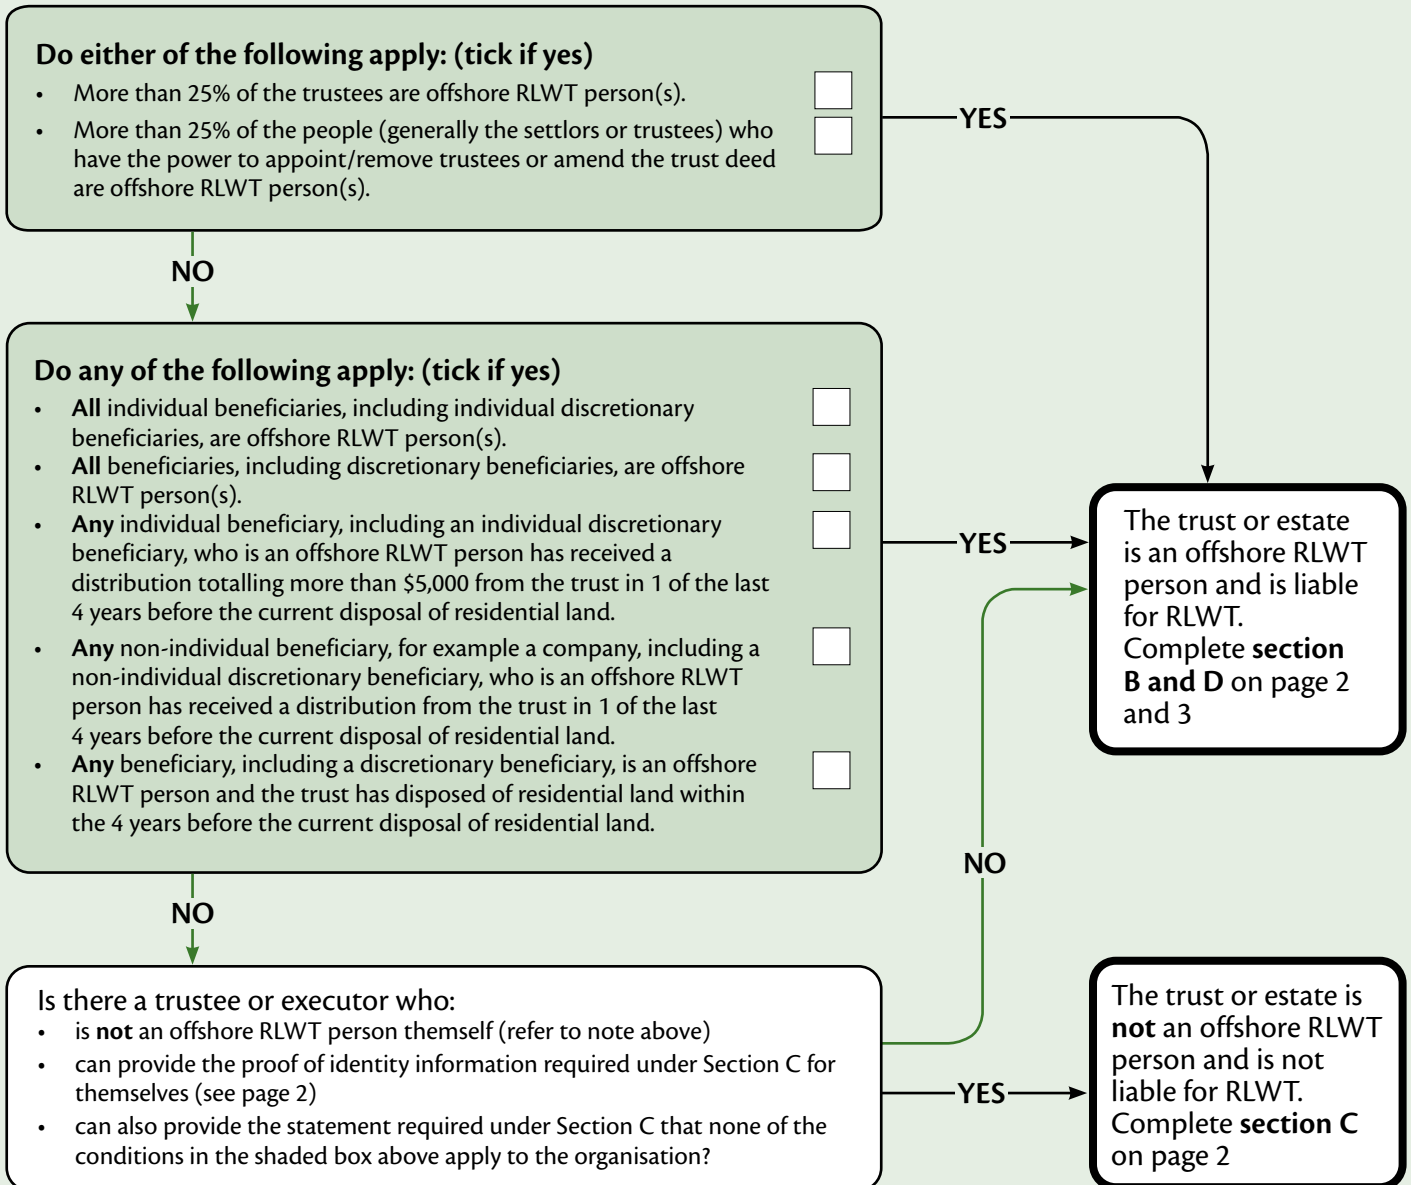 Do either of the following apply: (tick if yes)
• More than 25% of the trustees are offshore RLWT person(s).
• More than 25% of the people (generally the settlors or trustees) who
have the power to appoint/remove trustees or amend the trust deed
are offshore RLWT person(s).
YES
NO
Do any of the following apply: (tick if yes)
• All individual beneficiaries, including individual discretionary
beneficiaries, are offshore RLWT person(s).
• All beneficiaries, including discretionary beneficiaries, are offshore
RLWT person(s).
• Any individual beneficiary, including an individual discretionary
beneficiary, who is an offshore RLWT person has received a
distribution totalling more than $5,000 from the trust in 1 of the last
4 years before the current disposal of residential land.
• Any non-individual beneficiary, for example a company, including a
non-individual discretionary beneficiary, who is an offshore RLWT
person has received a distribution from the trust in 1 of the last
4 years before the current disposal of residential land.
• Any beneficiary, including a discretionary beneficiary, is an offshore
RLWT person and the trust has disposed of residential land within
the 4 years before the current disposal of residential land.
YES
The trust or estate
is an offshore RLWT
person and is liable
for RLWT.
Complete section
B and D on page 2
and 3
NO
NO
Is there a trustee or executor who:
• is not an offshore RLWT person themself (refer to note above)
• can provide the proof of identity information required under Section C for
themselves (see page 2)
• can also provide the statement required under Section C that none of the
conditions in the shaded box above apply to the organisation?
YES
The trust or estate is
not an offshore RLWT
person and is not
liable for RLWT.
Complete section C
on page 2